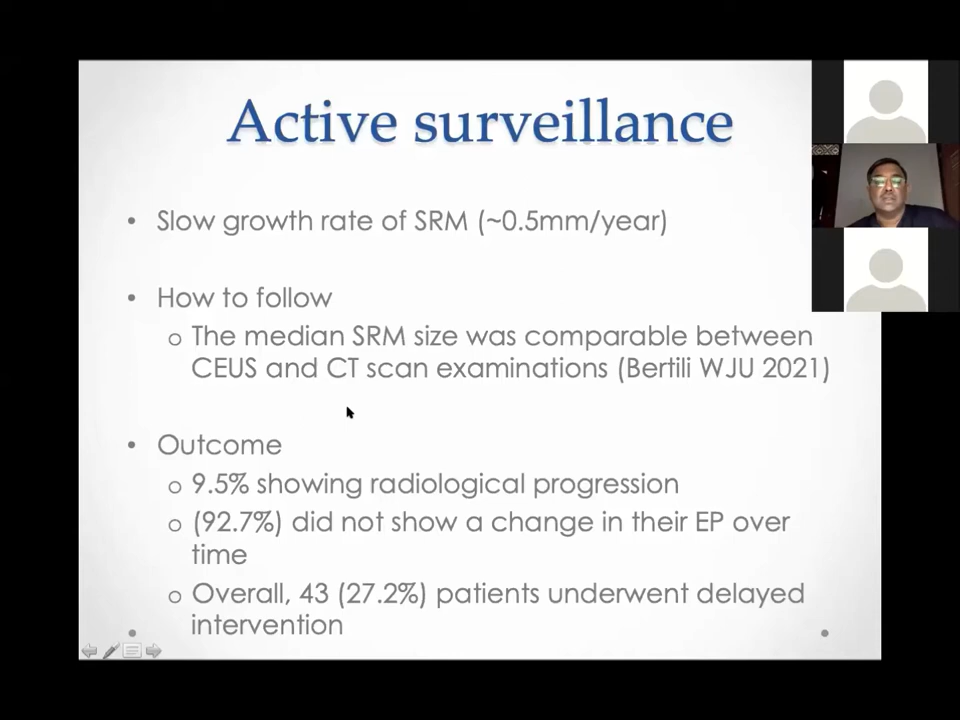 Active surveillance
• Slow growth rate of SRM (~0.5mm/year)
• How to follow
o The median SRM size was comparable between
CEUS and CT scan examinations (Bertili WJU 2021)
• Outcome
o 9.5% showing radiological progression
o (92.7%) did not show a change in their EP over
time
o Overall, 43 (27.2%) patients underwent delayed
intervention